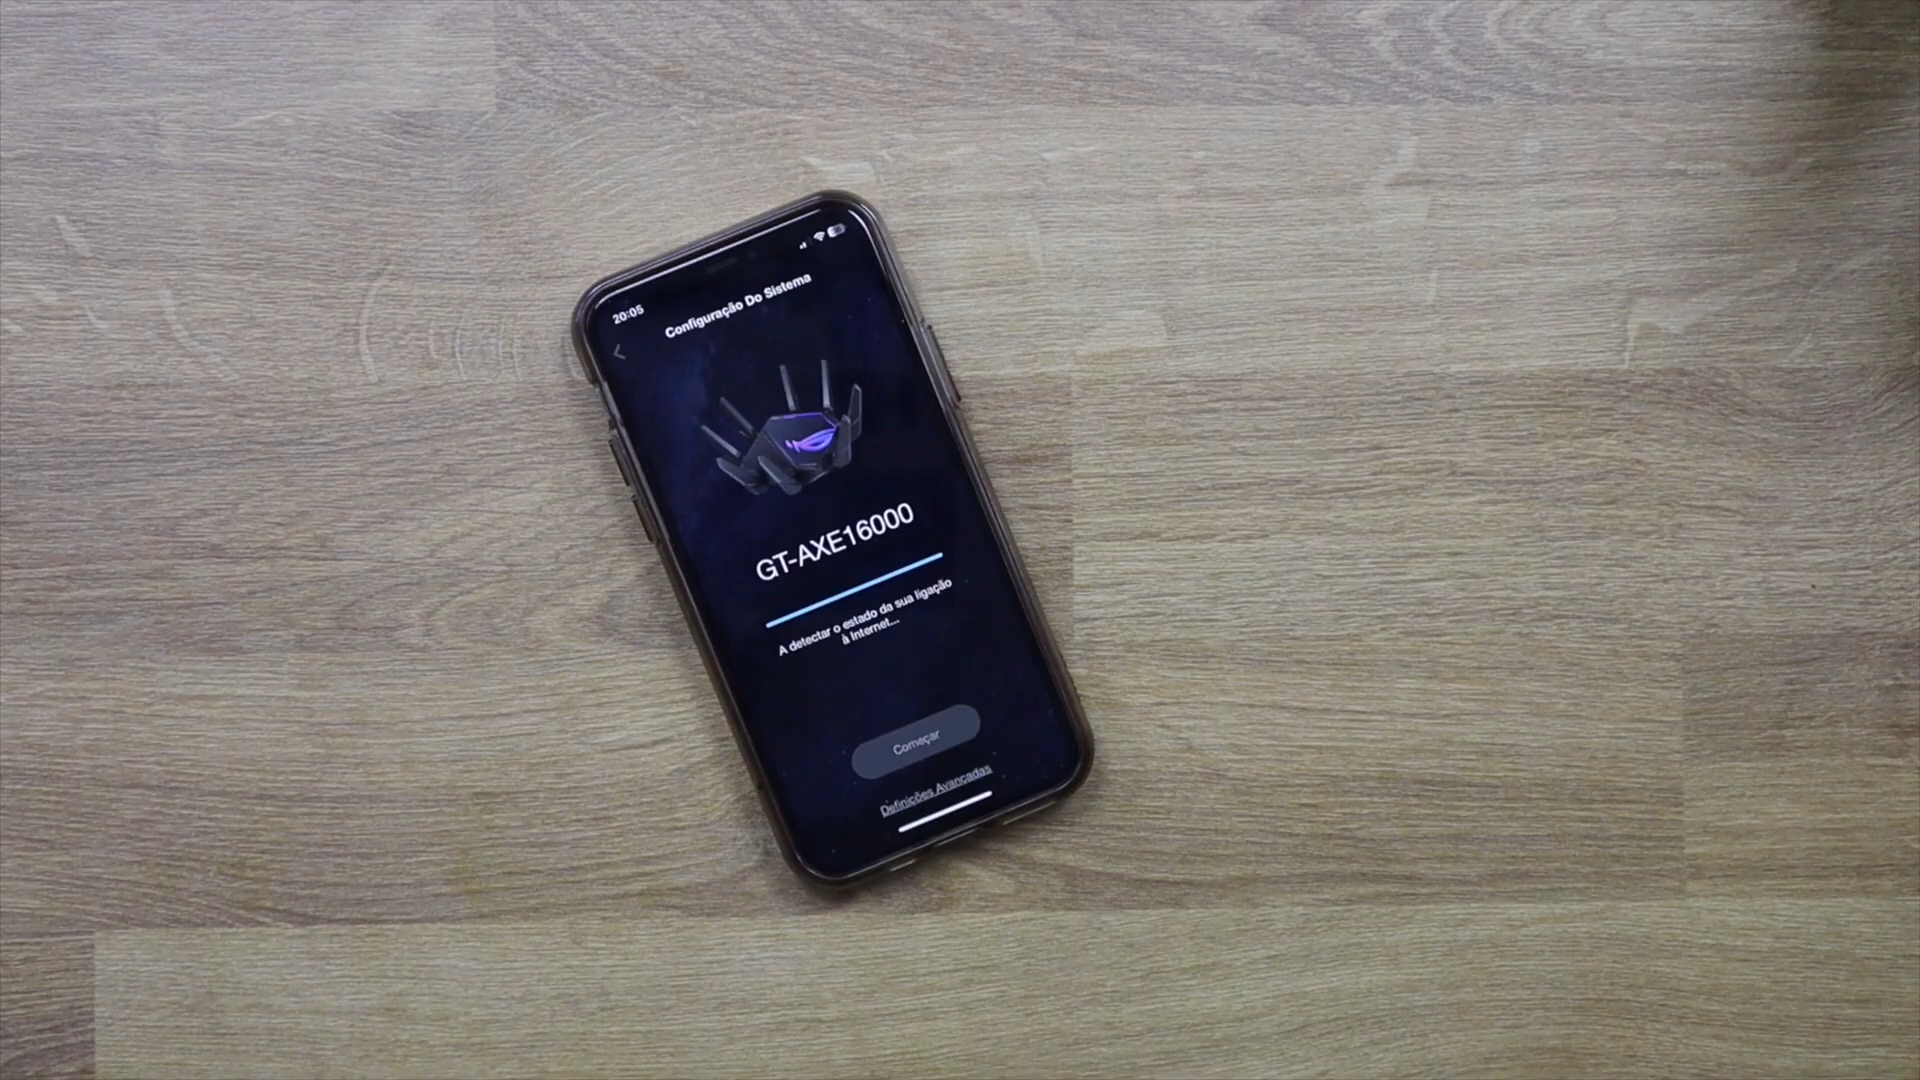 20:05
Configuração Do Sistema
GT-AXE16000
A detectar o estado da sua ligação
à Internet...
Começar
Definições Avançadas